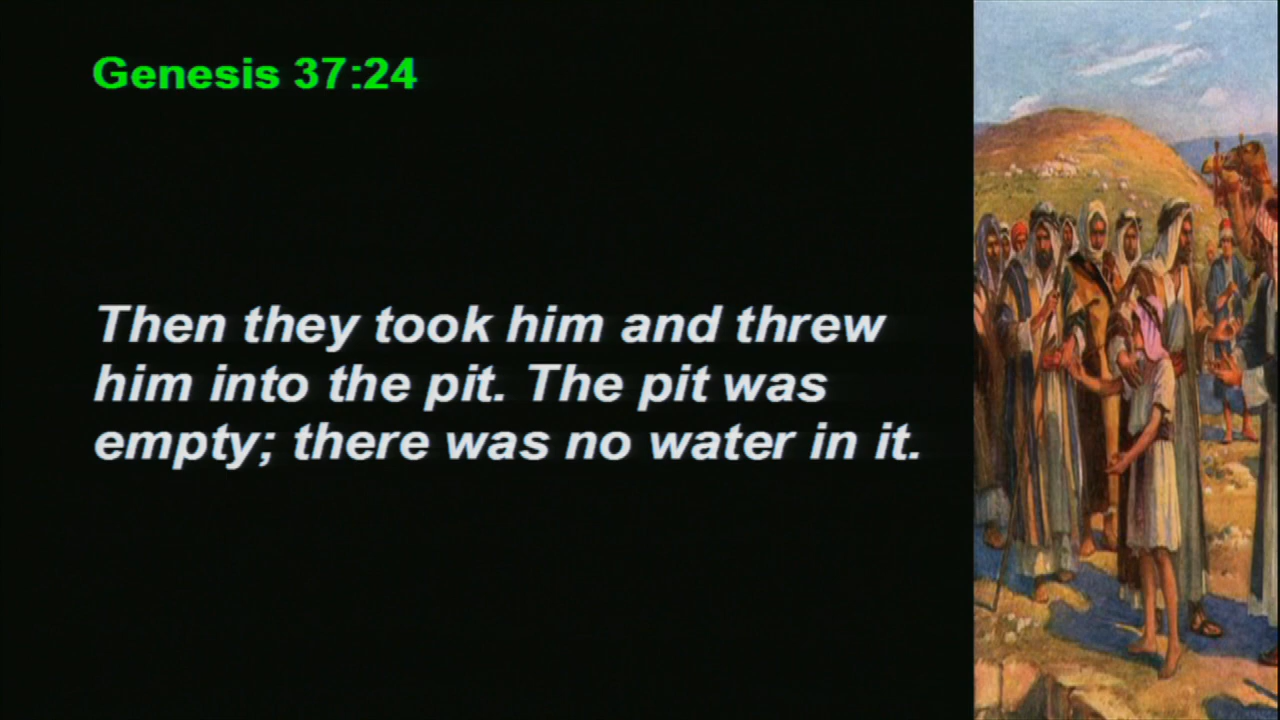 Genesis 37:24
Then they took him and threw
him into the pit. The pit was
empty; there was no water in it.